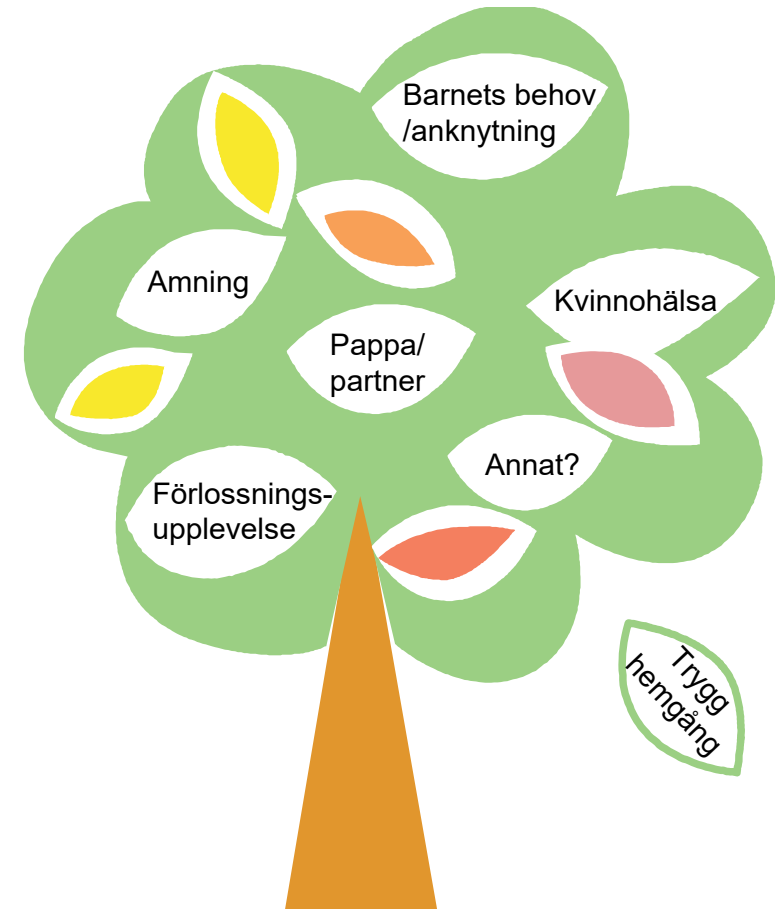 Barnets behov
/anknytning
Amning
Kvinnohälsa
Pappa/
partner
Annat?
Förlossnings-
upplevelse
Trygg
hemgång